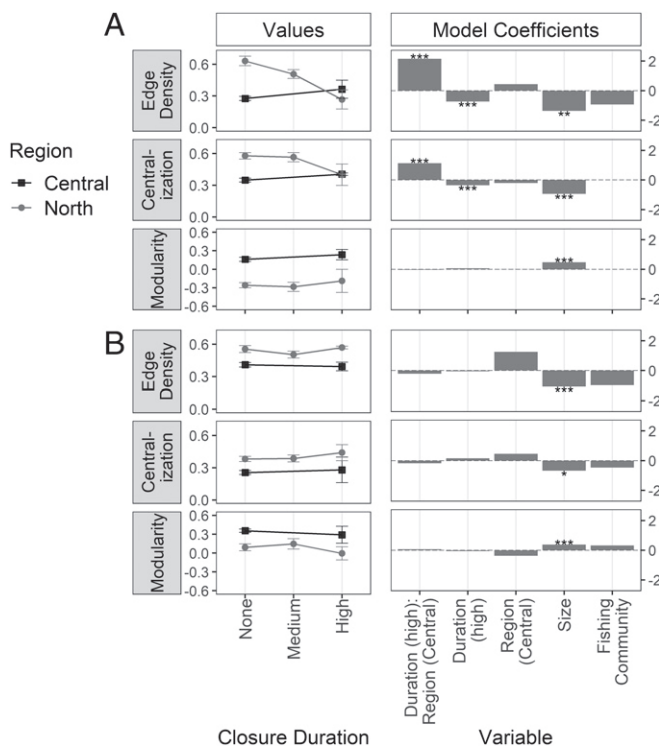 A
Values
Model Coefficients
Edge
Density
0.6
0.3
0.0
***
***
**
2
0
-2
Region
Central
North
Central-
ization
0.6
0.3
0.0
***
***
***
2
0
-2
Modularity
0.6
0.3
0.0
-0.3
-0.6
***
2
0
-2
B
Edge
Density
0.6
0.3
0.0
***
2
0
-2
Central-
ization
0.6
0.3
0.0
*
2
0
-2
Modularity
0.6
0.3
0.0
-0.3
-0.6
***
2
0
-2
None
Medium
High
Duration (high):
Region (Central)
Duration
(high)
Region
(Central)
Size
Fishing
Community
Closure Duration
Variable